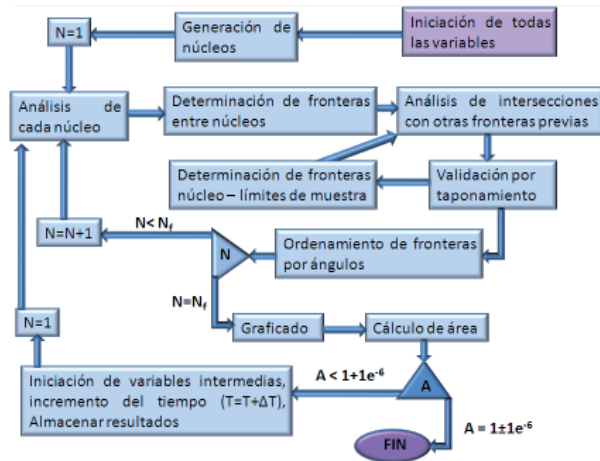 N=1
Generación de
núcleos
Iniciación de todas
las variables
Análisis de
cada núcleo
Determinación de fronteras
entre núcleos
Análisis de intersecciones
con otras fronteras previas
Determinación de fronteras
núcleo – límites de muestra
Validación por
taponamiento
N=N+1
N< Nf
N
Ordenamiento de fronteras
por ángulos
N=Nf
N=1
Graficado
Cálculo de área
Iniciación de variables intermedias,
incremento del tiempo (T=T+ΔT),
Almacenar resultados
A < 1+1e-6
A
A = 1±1e-6
FIN